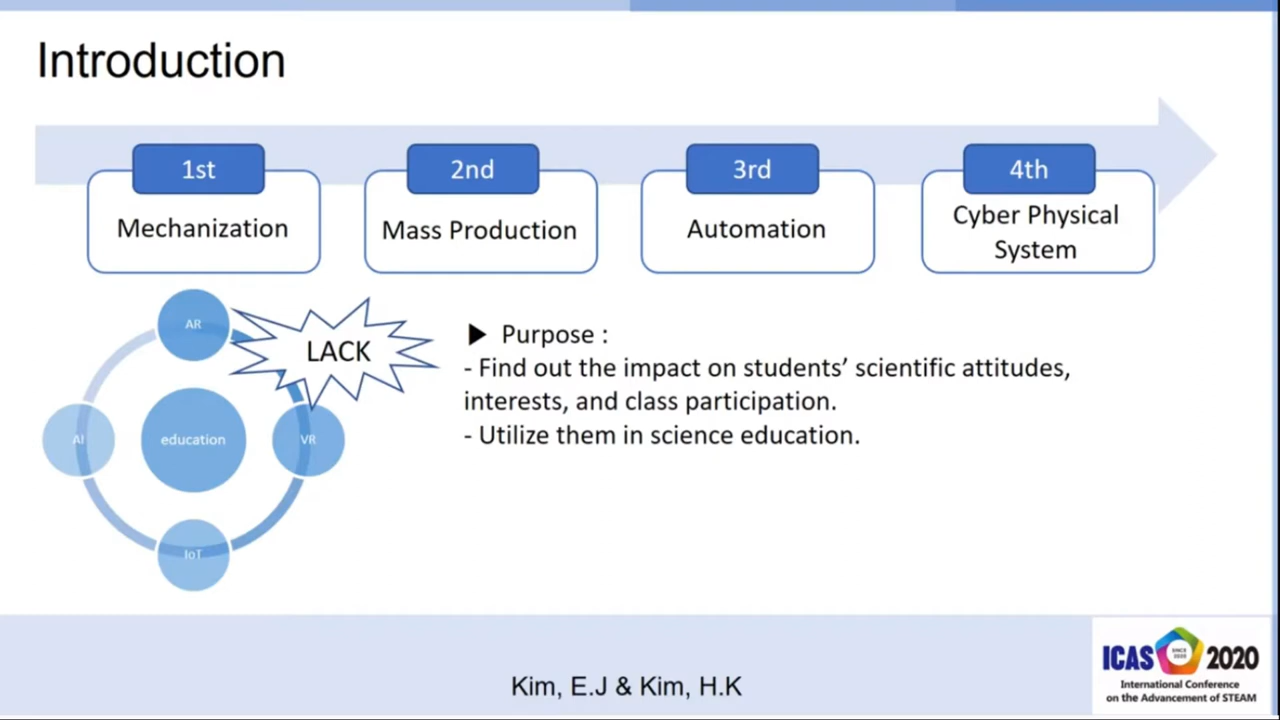 Introduction
1st
2nd
3rd
4th
Mechanization
Mass Production
Automation
Cyber Physical
System
AR
LACK
AI
education
VR
IoT
▶ Purpose :
- Find out the impact on students’ scientific attitudes,
interests, and class participation.
- Utilize them in science education.
Kim, E.J & Kim, H.K
ICAS 2020
International Conference
on the Advancement of STEAM